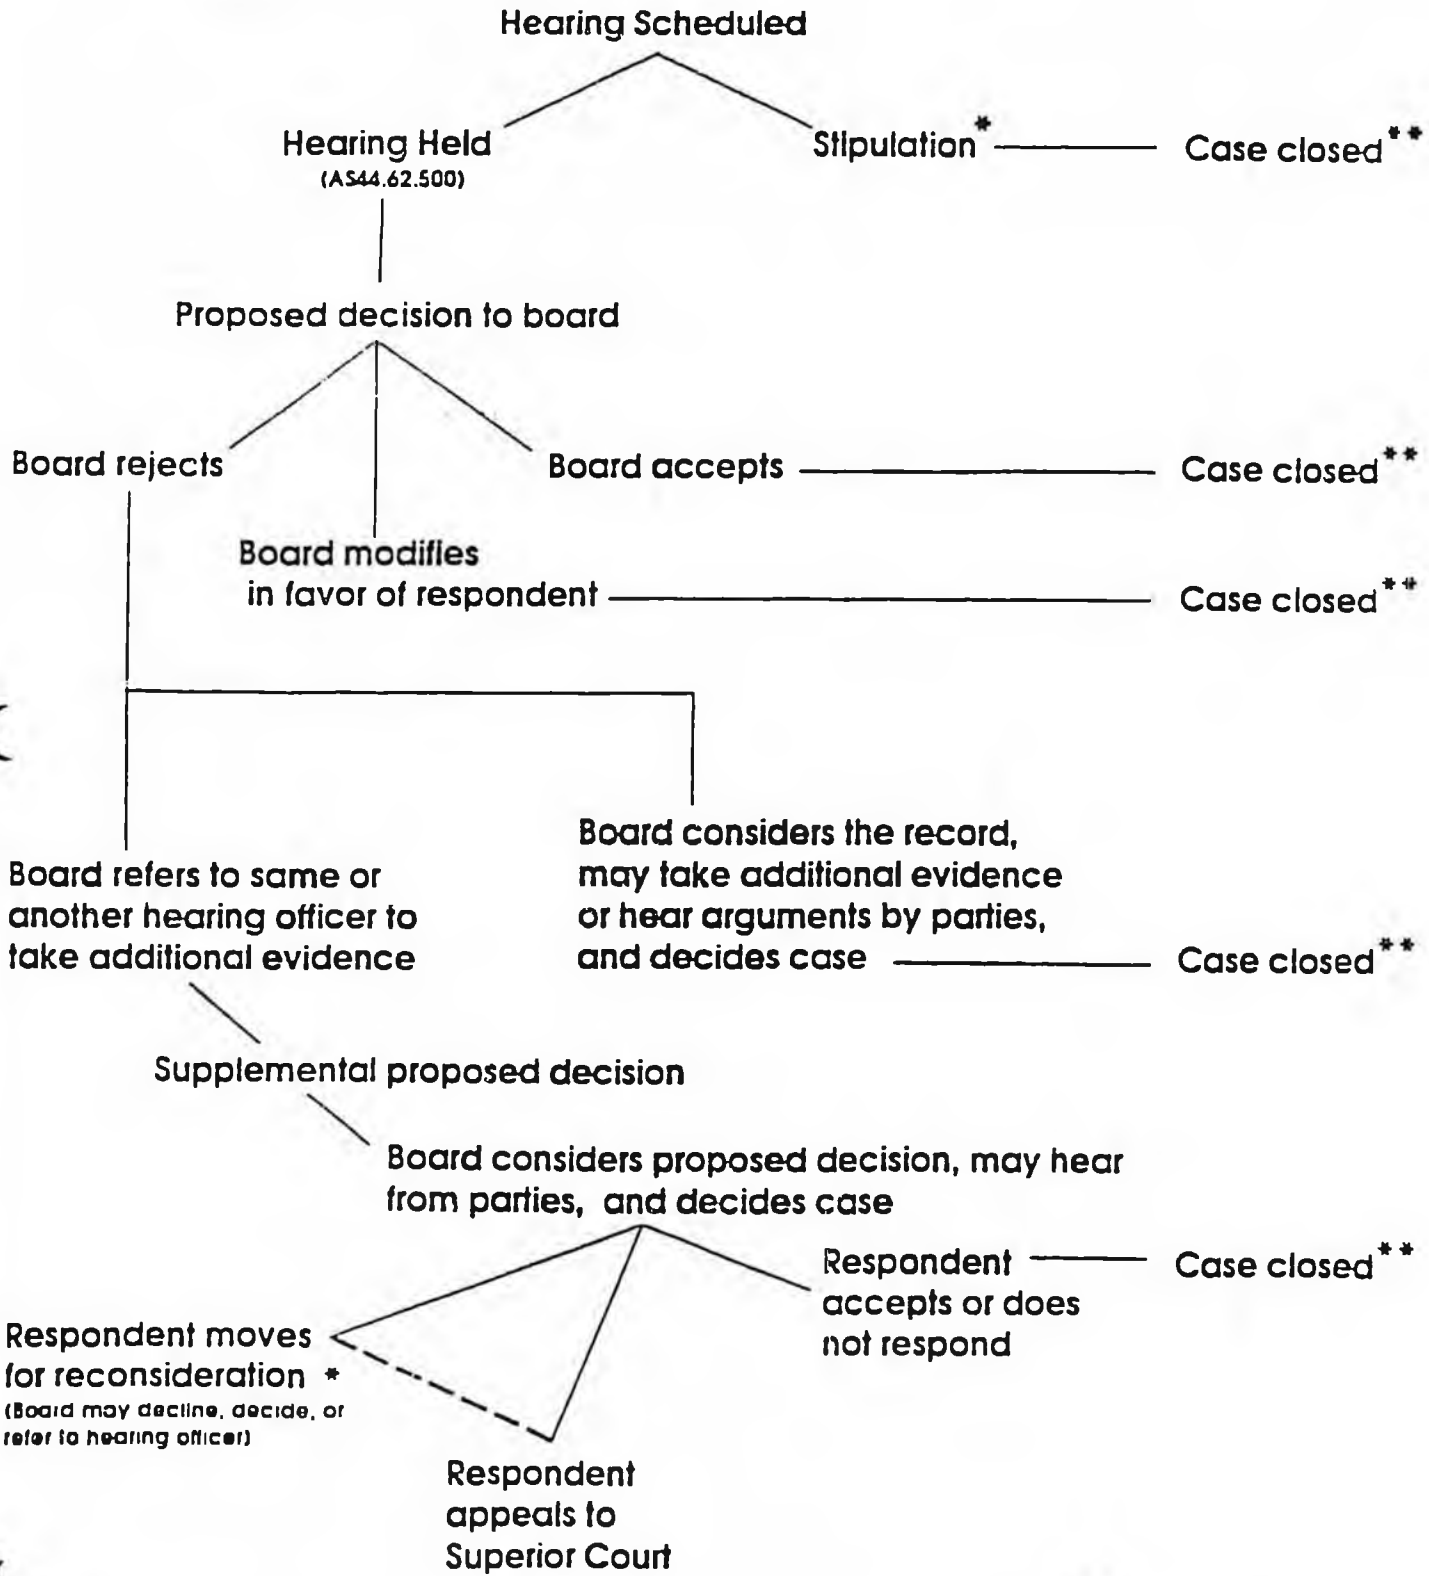 Hearing Scheduled
Hearing Held
(AS44.62.500)
Stipulation*
Case closed**
Proposed decision to board
Board rejects
Board accepts
Case closed**
Board modifies
in favor of respondent
Case closed**
Board considers the record,
may take additional evidence
or hear arguments by parties,
and decides case
Case closed**
Board refers to same or
another hearing officer to
take additional evidence
Supplemental proposed decision
Board considers proposed decision, may hear
from parties, and decides case
Respondent
accepts or does
not respond
Case closed**
Respondent moves
for reconsideration *
(Board may decline, decide, or
refer to hearing officer)
Respondent
appeals to
Superior Court